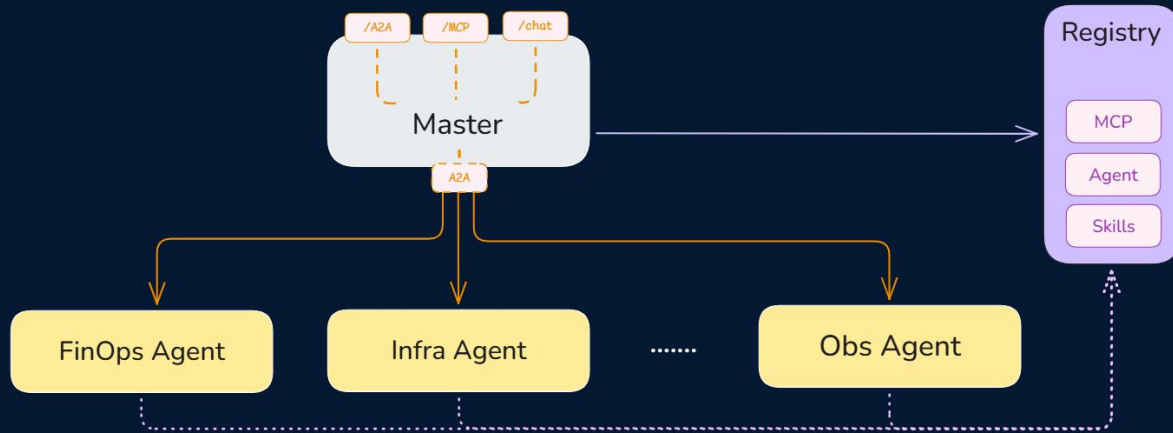 /A2A
/MCP
/chat
Master
A2A
Registry
MCP
Agent
Skills
FinOps Agent
Infra Agent
.......
Obs Agent